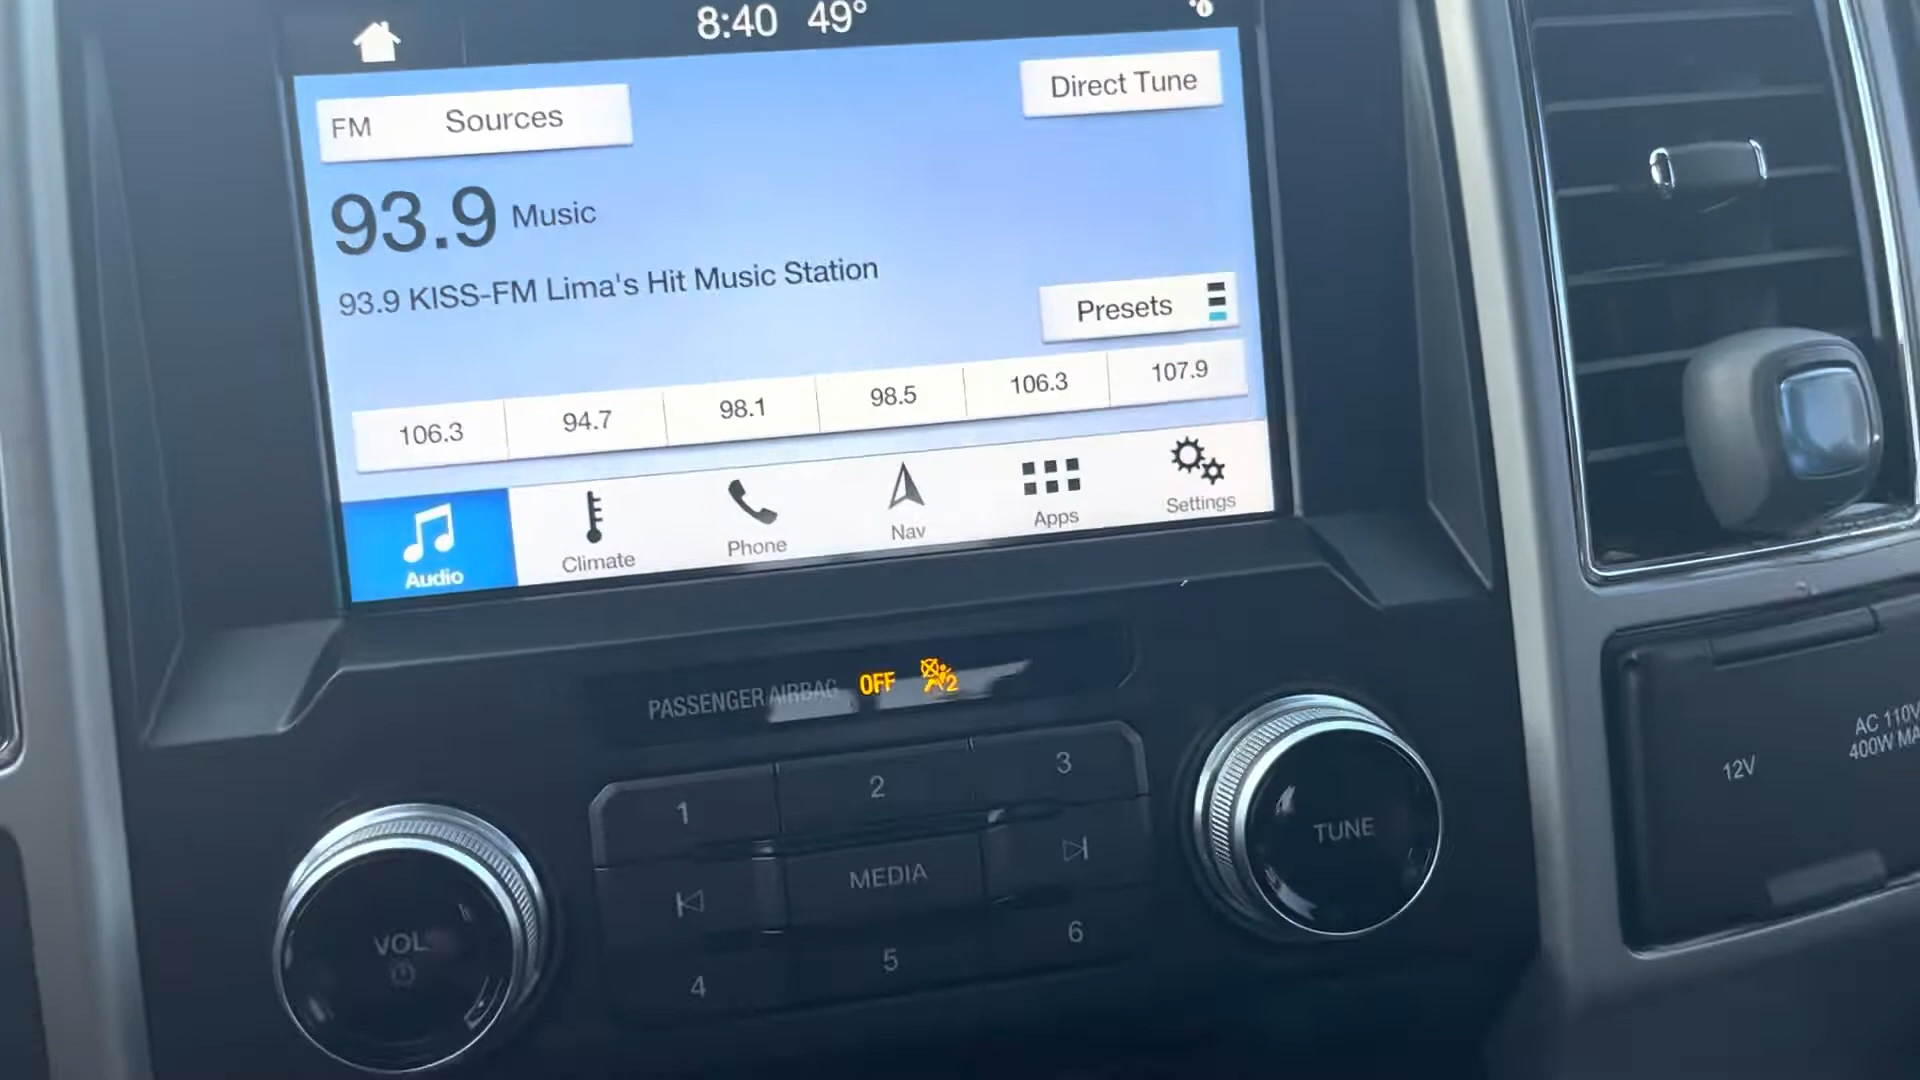 8:40 49°
FM Sources
Direct Tune
93.9 Music
93.9 KISS-FM Lima's Hit Music Station
Presets
106.3 94.7 98.1 98.5 106.3 107.9
Audio Climate Phone Nav Apps Settings
PASSENGER AIRBAG OFF 2
1 2 3
MEDIA
4 5 6
VOL
TUNE
12V
AC 110V
400W MA